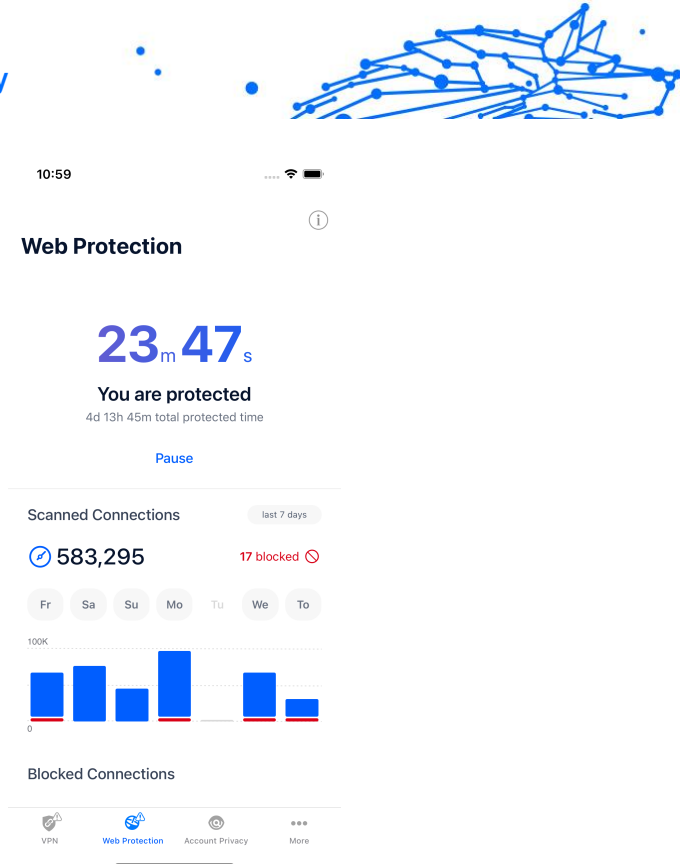 y
10:59
Web Protection
23m 47s
You are protected
4d 13h 45m total protected time
Pause
Scanned Connections last 7 days
583,295 17 blocked
Fr Sa Su Mo Tu We To
100K
0
Blocked Connections
VPN Web Protection Account Privacy More